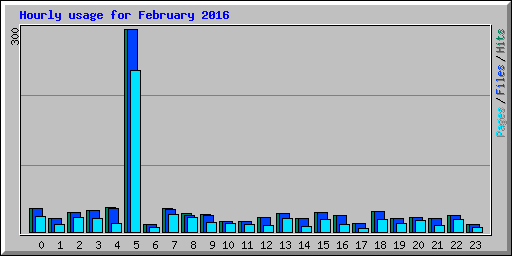 Hourly usage for February 2016
300
Pages/Files/Hits
0 1 2 3 4 5 6 7 8 9 10 11 12 13 14 15 16 17 18 19 20 21 22 23